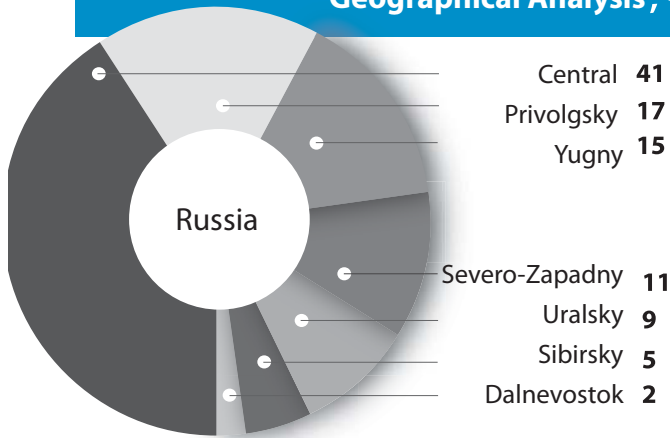 Geographical Analysis,
Central 41
Privolgsky 17
Yugny 15
Russia
Severo-Zapadny 11
Uralsky 9
Sibirsky 5
Dalnevostok 2